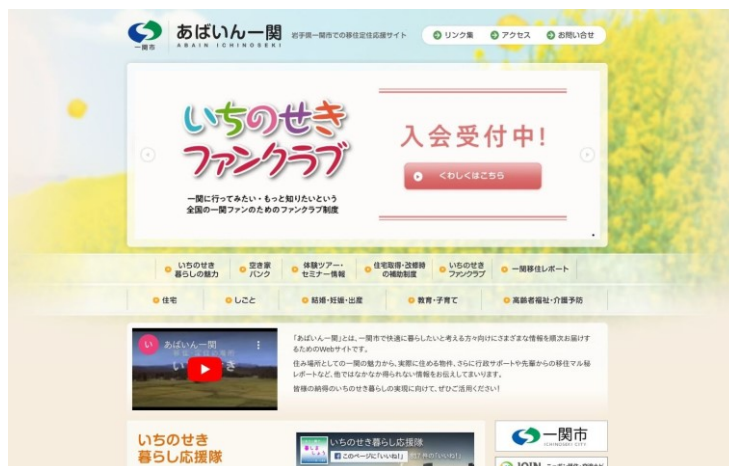 一関市
あばいん一関
ABAIN ICHINOSEKI
岩手県一関市での移住定住応援サイト
リンク集
アクセス
お問い合せ
いちのせき
ファンクラブ
一関に行ってみたい・もっと知りたいという
全国の一関ファンのためのファンクラブ制度
入会受付中!
くわしくはこちら
いちのせき
暮らしの魅力
空き家
バンク
体験ツアー・
セミナー情報
住宅取得・改修時
の補助制度
いちのせき
ファンクラブ
一関移住レポート
住宅
しごと
結婚・妊娠・出産
教育・子育て
高齢者福祉・介護予防
い
あばいん一関
「あばいん一関」とは、一関市で快適に暮らしたいと考える方々向けにさまざまな情報を順次お届けす
るためのWebサイトです。
住み場所としての一関の魅力から、実際に住める物件、さらに行政サポートや先輩からの移住マル秘
レポートなど、他ではなかなか得られない情報をお伝えしてまいります。
皆様の納得のいちのせき暮らしの実現に向けて、ぜひご活用ください!
いちのせき
暮らし応援隊
いちのせき暮らし応援隊
このページに「いいね!」
一関市
ICHINOSEKI CITY
JOIN